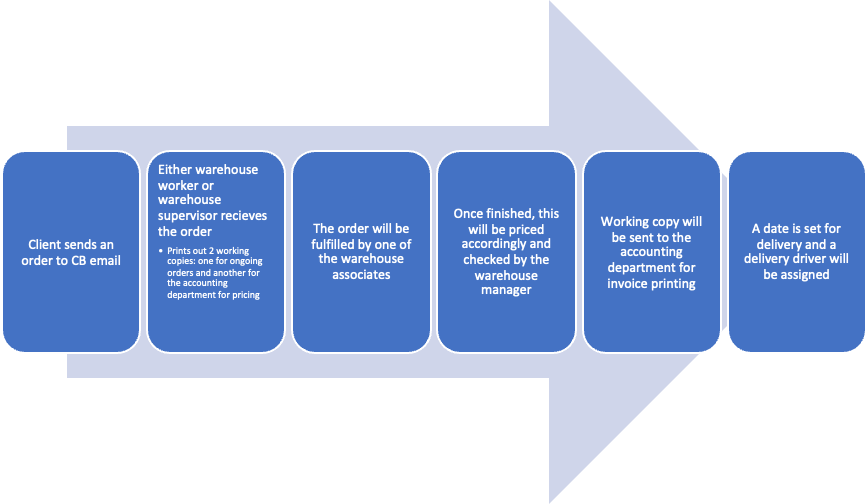 Client sends an
order to CB email
Either warehouse
worker or
warehouse
supervisor recieves
the order
• Prints out 2 working
copies: one for ongoing
orders and another for
the accounting
department for pricing
The order will be
fulfilled by one of
the warehouse
associates
Once finished, this
will be priced
accordingly and
checked by the
warehouse
manager
Working copy will
be sent to the
accounting
department for
invoice printing
A date is set for
delivery and a
delivery driver will
be assigned